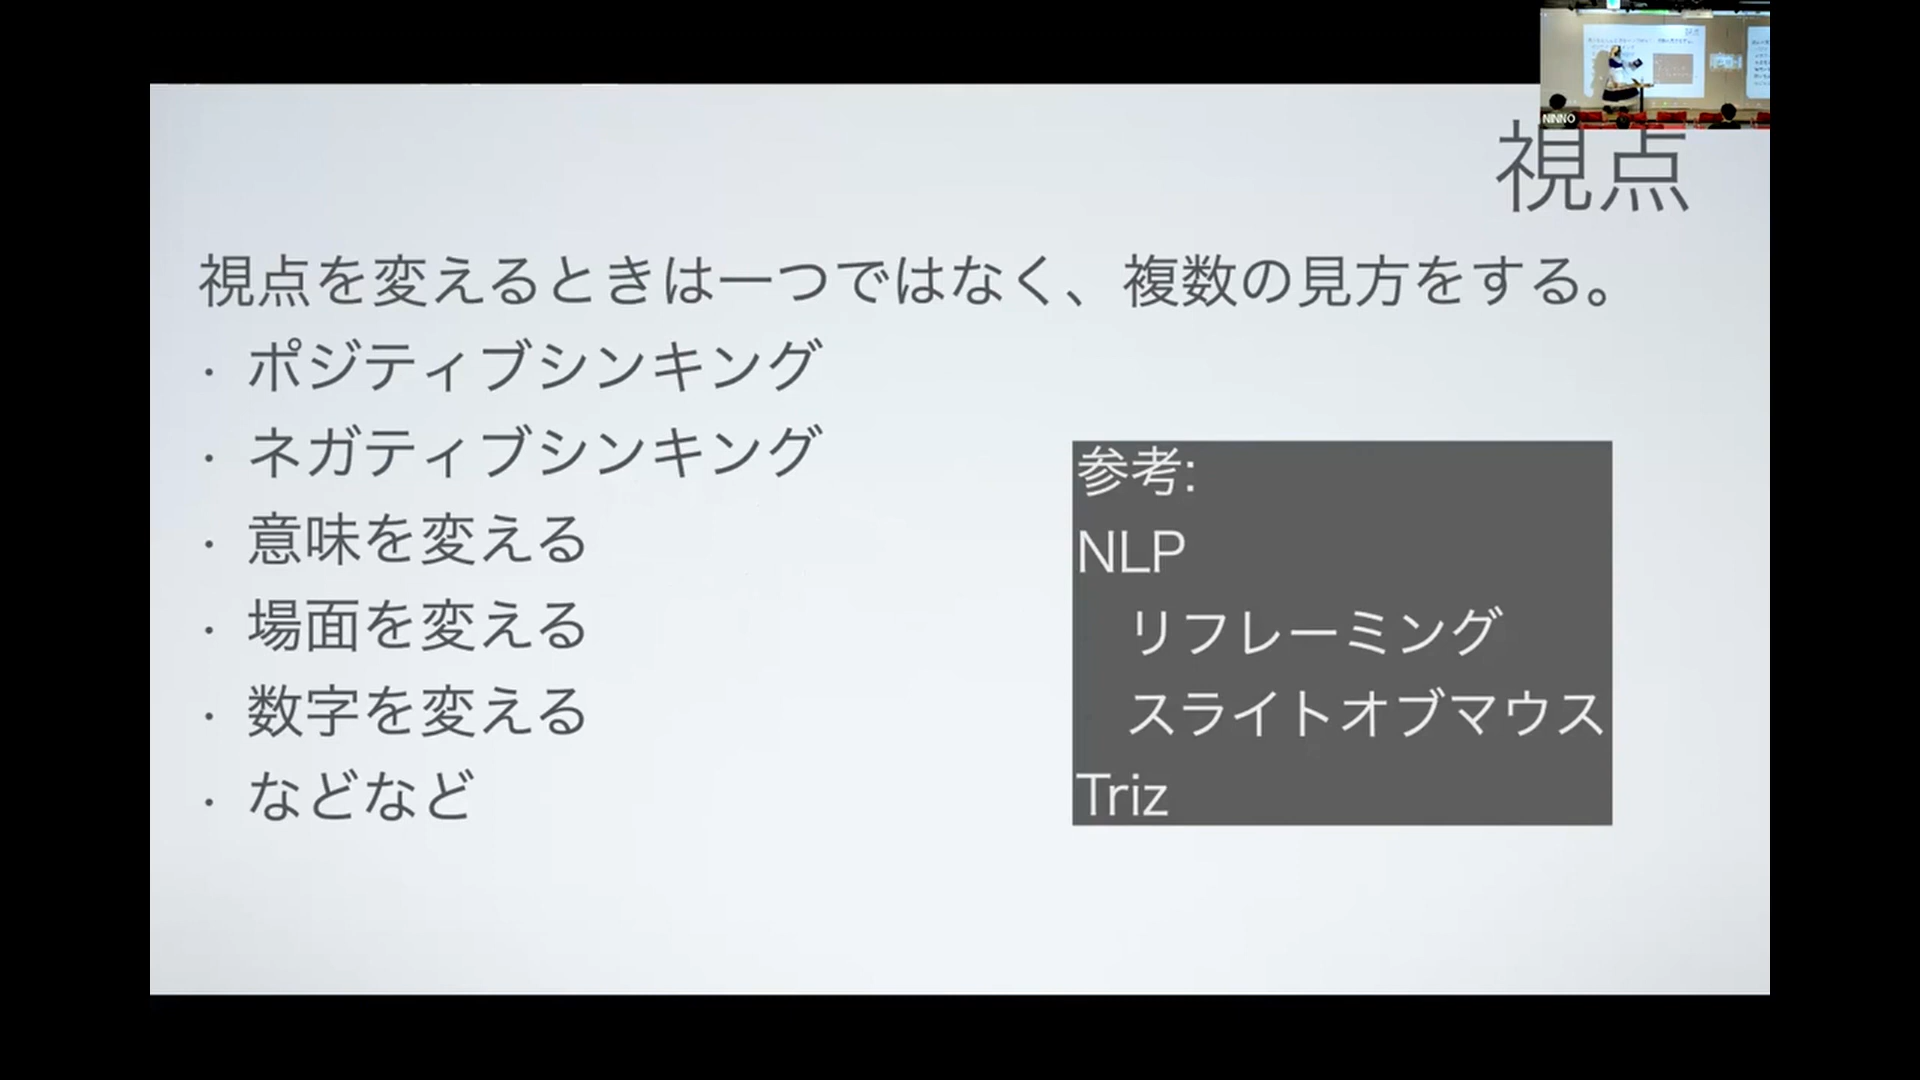 NINNO
視点
視点を変えるときは一つではなく、複数の見方をする。
・ポジティブシンキング
・ネガティブシンキング
・意味を変える
・場面を変える
・数字を変える
・などなど
参考:
NLP
リフレーミング
スライトオブマウス
Triz